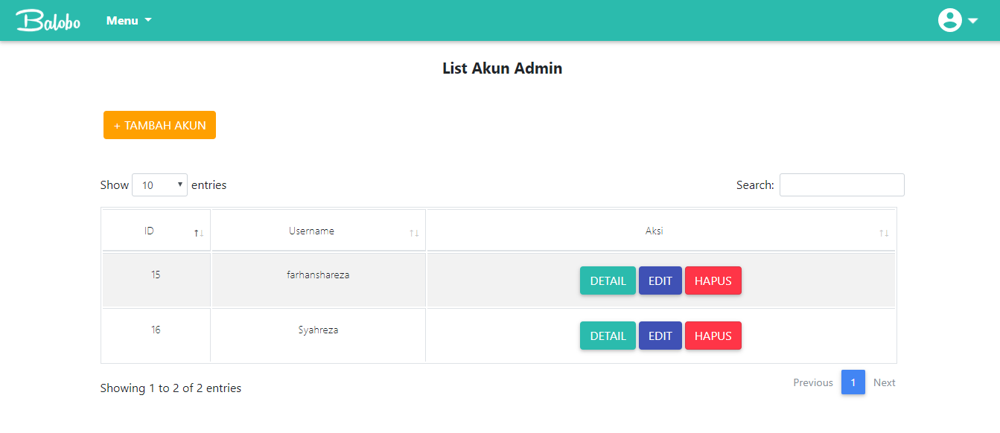 Balobo Menu
List Akun Admin
+ TAMBAH AKUN
Show 10 entries Search:
ID Username Aksi
15 farhanshareza DETAIL EDIT HAPUS
16 Syahreza DETAIL EDIT HAPUS
Showing 1 to 2 of 2 entries Previous 1 Next